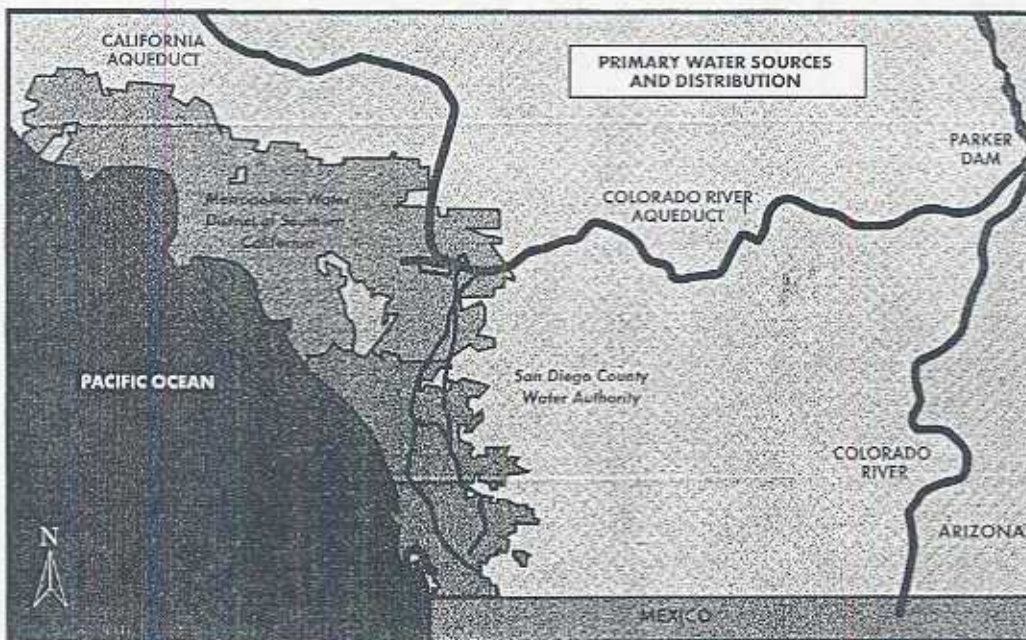 CALIFORNIA
AQUEDUCT
PRIMARY WATER SOURCES
AND DISTRIBUTION
PARKER
DAM
Metropolitan Water
District of Southern
California
COLORADO RIVER
AQUEDUCT
PACIFIC OCEAN
San Diego County
Water Authority
COLORADO
RIVER
N
ARIZONA
MEXICO